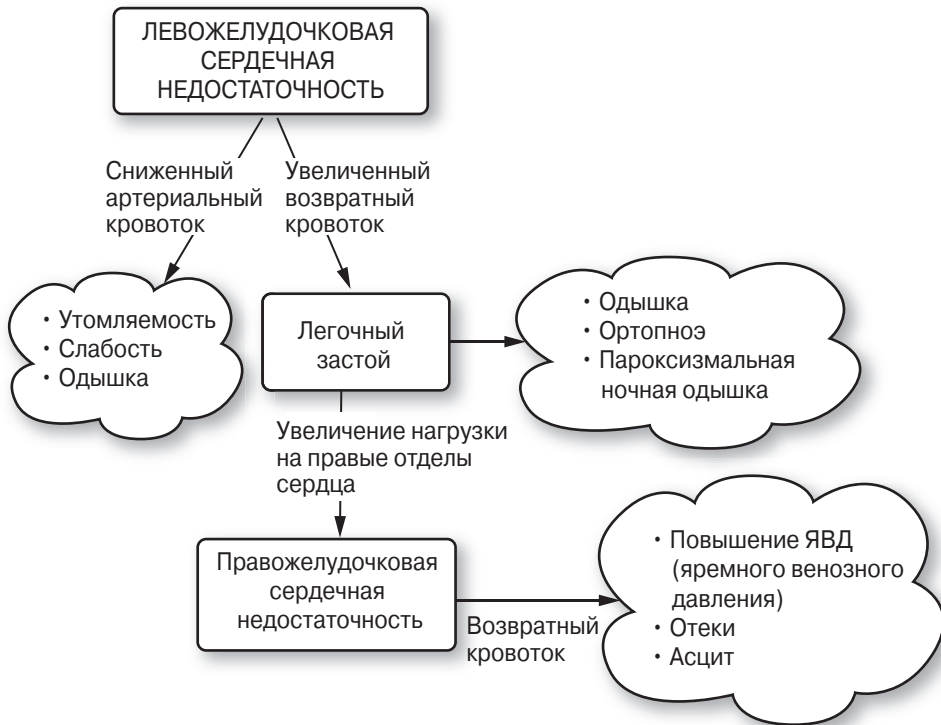 ЛЕВОЖЕЛУДОЧКОВАЯ
СЕРДЕЧНАЯ
НЕДОСТАТОЧНОСТЬ
Сниженный
артериальный
кровоток
Увеличенный
возвратный
кровоток
· Утомляемость
· Слабость
· Одышка
Легочный
застой
· Одышка
· Ортопноэ
· Пароксизмальная
ночная одышка
Увеличение нагрузки
на правые отделы
сердца
Правожелудочковая
сердечная
недостаточность
Возвратный
кровоток
· Повышение ЯВД
(яремного венозного
давления)
· Отеки
· Асцит